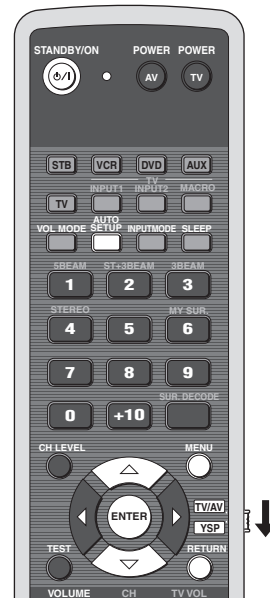 STANDBY/ON POWER POWER
AV TV
STB VCR DVD AUX
TV
INPUT1 INPUT2 MACRO
TV
AUTO
VOL MODE SETUP INPUTMODE SLEEP
5BEAM ST+3BEAM 3BEAM
1 2 3
STEREO MY SUR.
4 5 6
7 8 9
SUR. DECODE
0 +10
CH LEVEL MENU
ENTER
TV/AV
YSP
TEST RETURN
VOLUME CH TV VOL